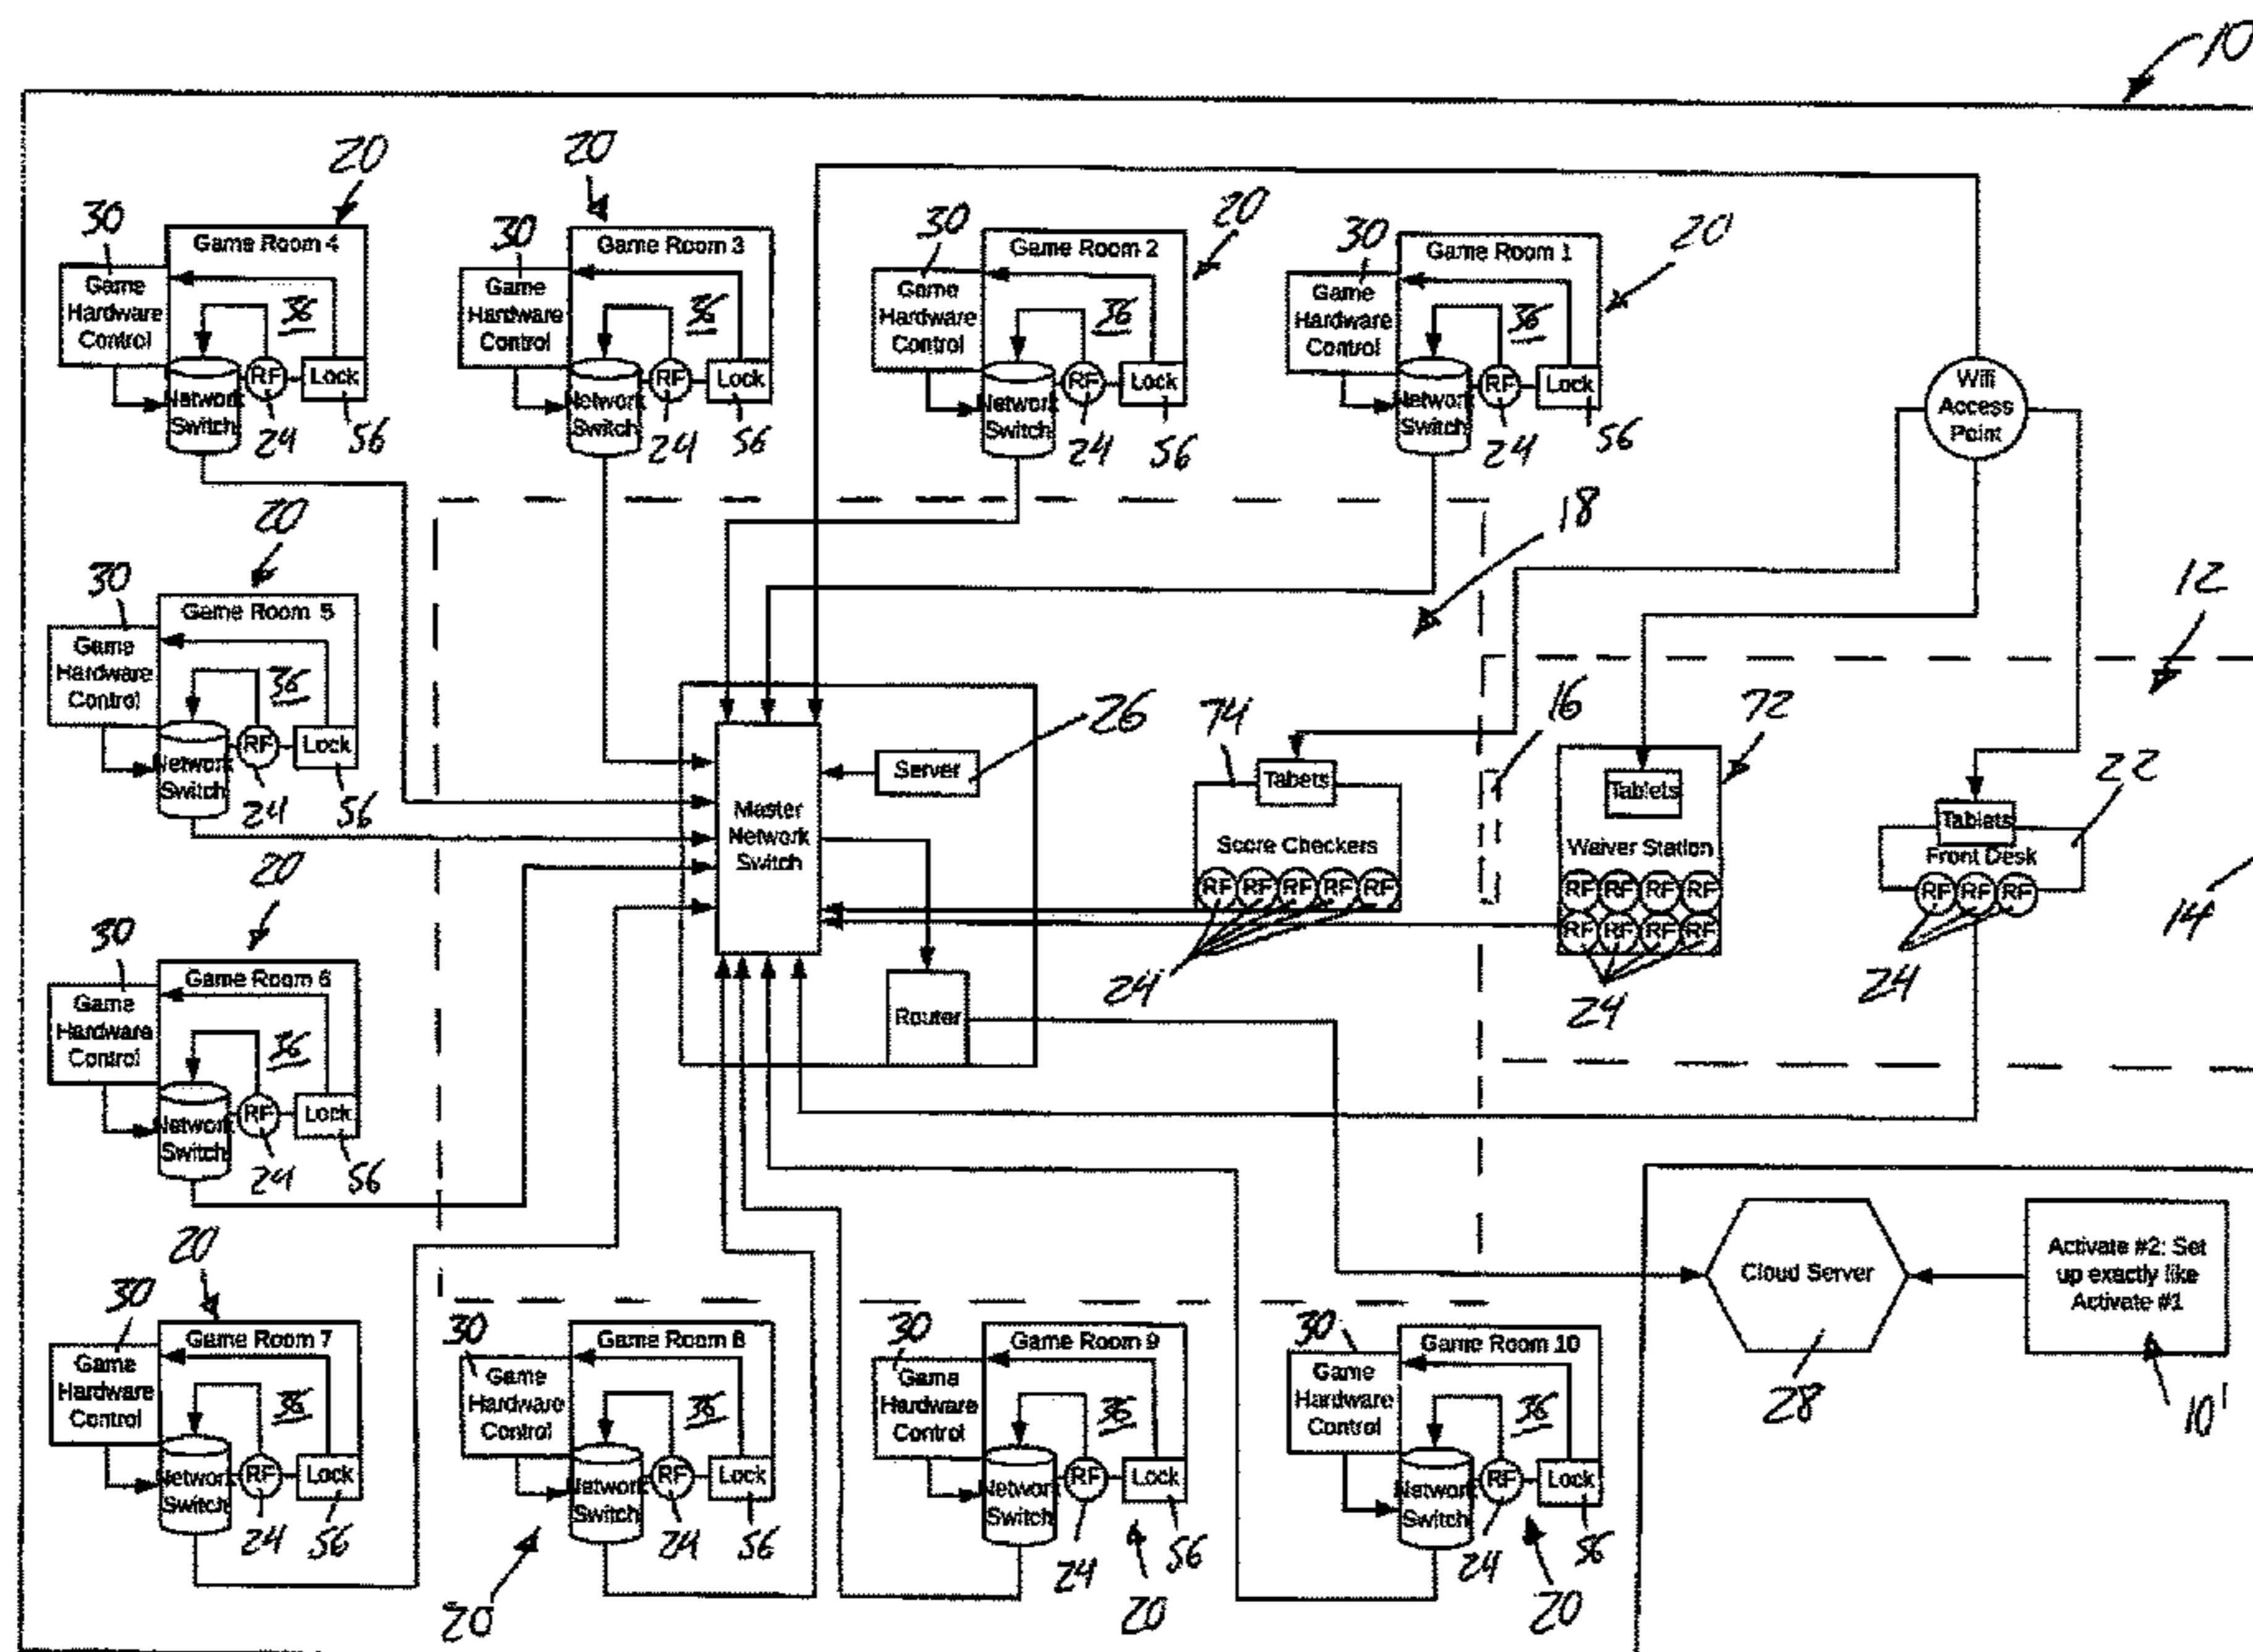 10
20
20
20
20
30
Game Room 4
Game
Hardware
Control
36
Network
Switch
RF
Lock
24
56
30
Game Room 3
Game
Hardware
Control
36
Network
Switch
RF
Lock
24
56
30
Game Room 2
Game
Hardware
Control
36
Network
Switch
RF
Lock
24
56
30
Game Room 1
Game
Hardware
Control
36
Network
Switch
RF
Lock
24
56
Wifi
Access
Point
18
12
20
30
Game Room 5
Game
Hardware
Control
36
Network
Switch
RF
Lock
24
56
Master
Network
Switch
Server
26
Router
74
Tabets
Score Checkers
RF RF RF RF RF
24
16
72
Tablets
Waiver Station
RF RF RF RF
RF RF RF RF
24
22
Tablets
Front Desk
RF RF RF
24
14
20
30
Game Room 6
Game
Hardware
Control
36
Network
Switch
RF
Lock
24
56
Cloud Server
28
Activate #2: Set
up exactly like
Activate #1
10'
20
30
Game Room 7
Game
Hardware
Control
36
Network
Switch
RF
Lock
24
56
30
Game Room 8
Game
Hardware
Control
36
Network
Switch
RF
Lock
24
56
20
30
Game Room 9
Game
Hardware
Control
36
Network
Switch
RF
Lock
24
56
20
30
Game Room 10
Game
Hardware
Control
36
Network
Switch
RF
Lock
24
56
20